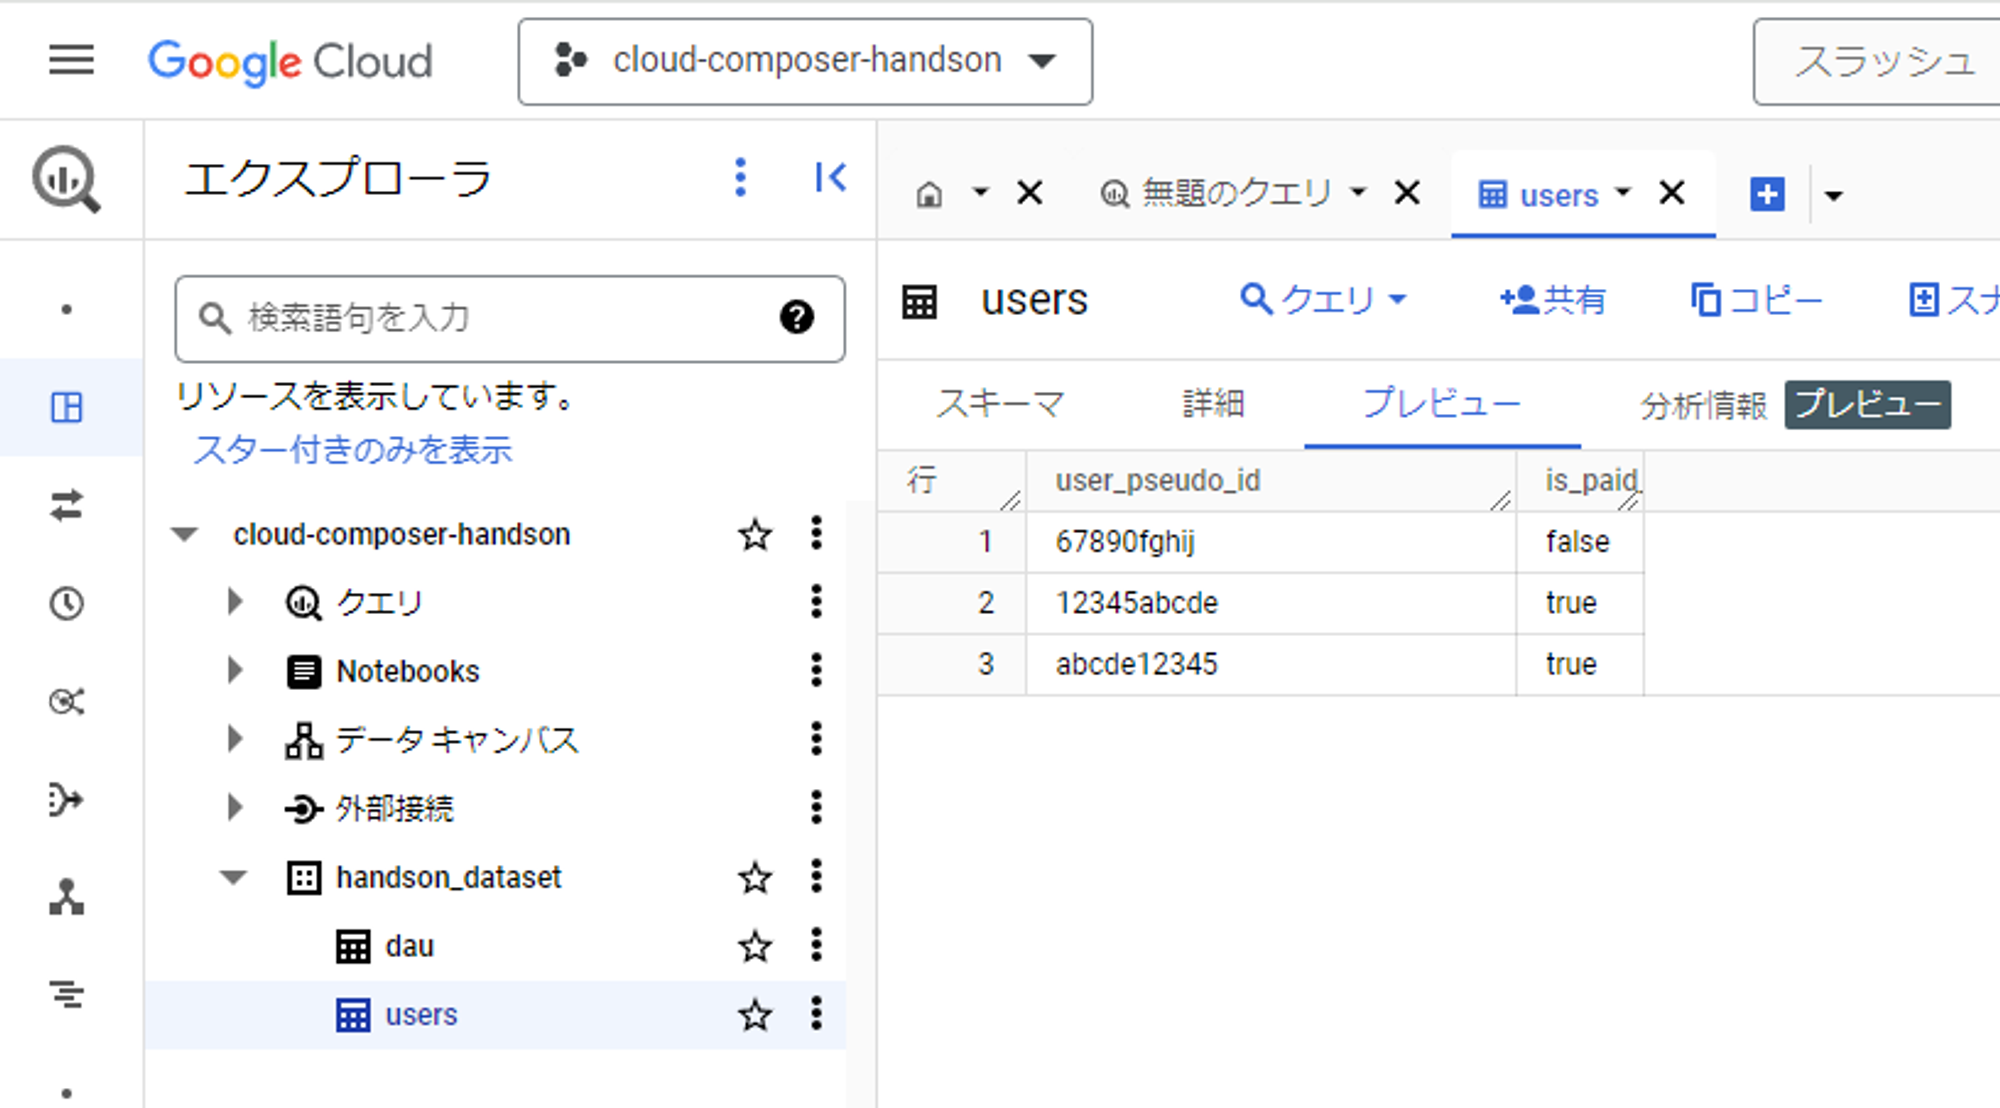 Google Cloud
cloud-composer-handson
スラッシュ
エクスプローラ
無題のクエリ
users
検索語句を入力
リソースを表示しています。
スター付きのみを表示
cloud-composer-handson
クエリ
Notebooks
データ キャンバス
外部接続
handson_dataset
dau
users
users
クエリ
共有
コピー
スナ
スキーマ
詳細
プレビュー
分析情報 プレビュー
行 user_pseudo_id is_paid_
1 67890fghij false
2 12345abcde true
3 abcde12345 true